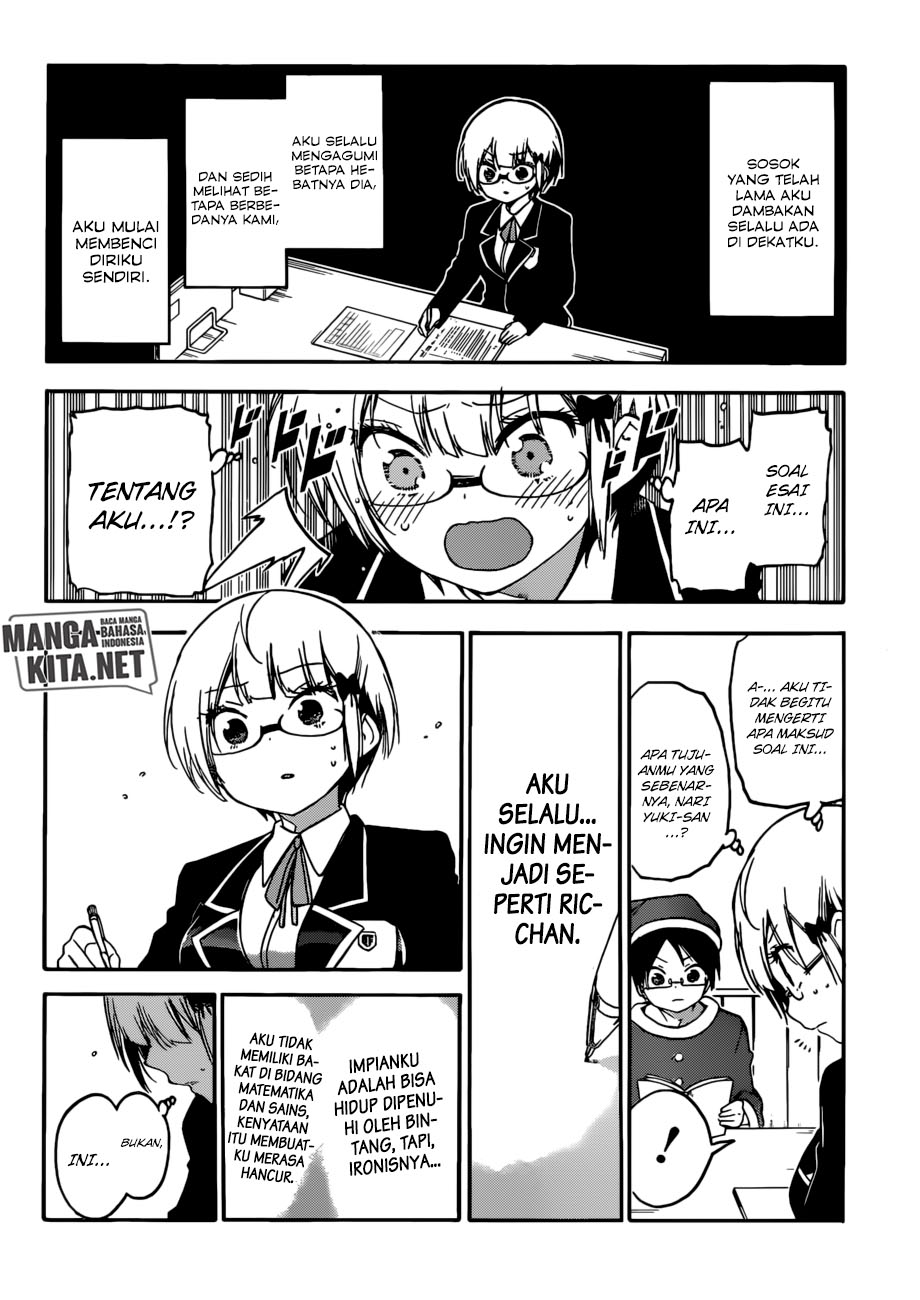 SOSOK
YANG TELAH
LAMA AKU
DAMBAKAN
SELALU ADA
DI DEKATKU.
AKU SELALU
MENGAGUMI
BETAPA HE-
BATNYA DIA,
DAN SEDIH
MELIHAT BE-
TAPA BERBE-
DANYA KAMI,
AKU MULAI
MEMBENCI
DIRIKU
SENDIRI.
SOAL
ESAI
INI...
APA
INI...
ドドド
ドド
TENTANG
AKU...!?
MANGA
KITA.NET
BACA MANGA
BAHASA
INDONESIA
A-... AKU TI-
DAK BEGITU
MENGERTI
APA MAKSUD
SOAL INI...
APA TUJU-
ANMU YANG
SEBENAR-
NYA, NARI
YUKI-SAN
...?
!
AKU
SELALU...
INGIN MEN-
JADI SE-
PERTI RIC-
CHAN.
IMPIANKU
ADALAH BISA
HIDUP DIPENU-
HI OLEH BIN-
TANG, TAPI,
IRONISNYA...
AKU TIDAK
MEMILIKI BA-
KAT DI BIDANG
MATEMATIKA
DAN SAINS,
KENYATAAN
ITU MEMBUAT-
KU MERASA
HANCUR.
BUKAN,
INI...